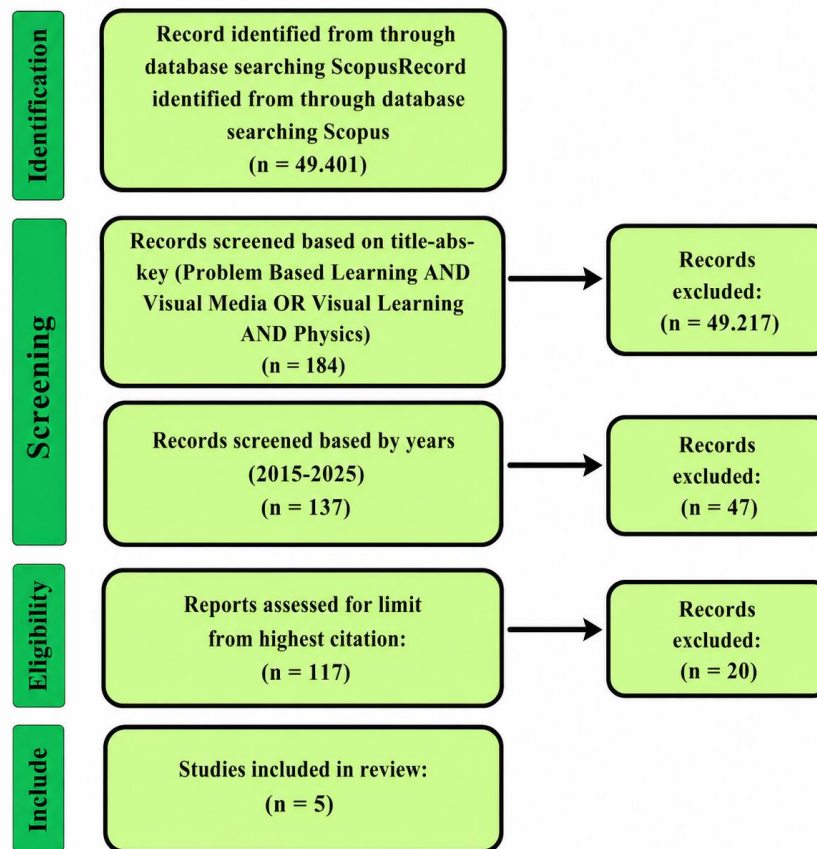 Identification
Record identified from through
database searching ScopusRecord
identified from through database
searching Scopus
(n = 49.401)
Screening
Records screened based on title-abs-
key (Problem Based Learning AND
Visual Media OR Visual Learning
AND Physics)
(n = 184)
Records
excluded:
(n = 49.217)
Records screened based by years
(2015-2025)
(n = 137)
Records
excluded:
(n = 47)
Eligibility
Reports assessed for limit
from highest citation:
(n = 117)
Records
excluded:
(n = 20)
Include
Studies included in review:
(n = 5)